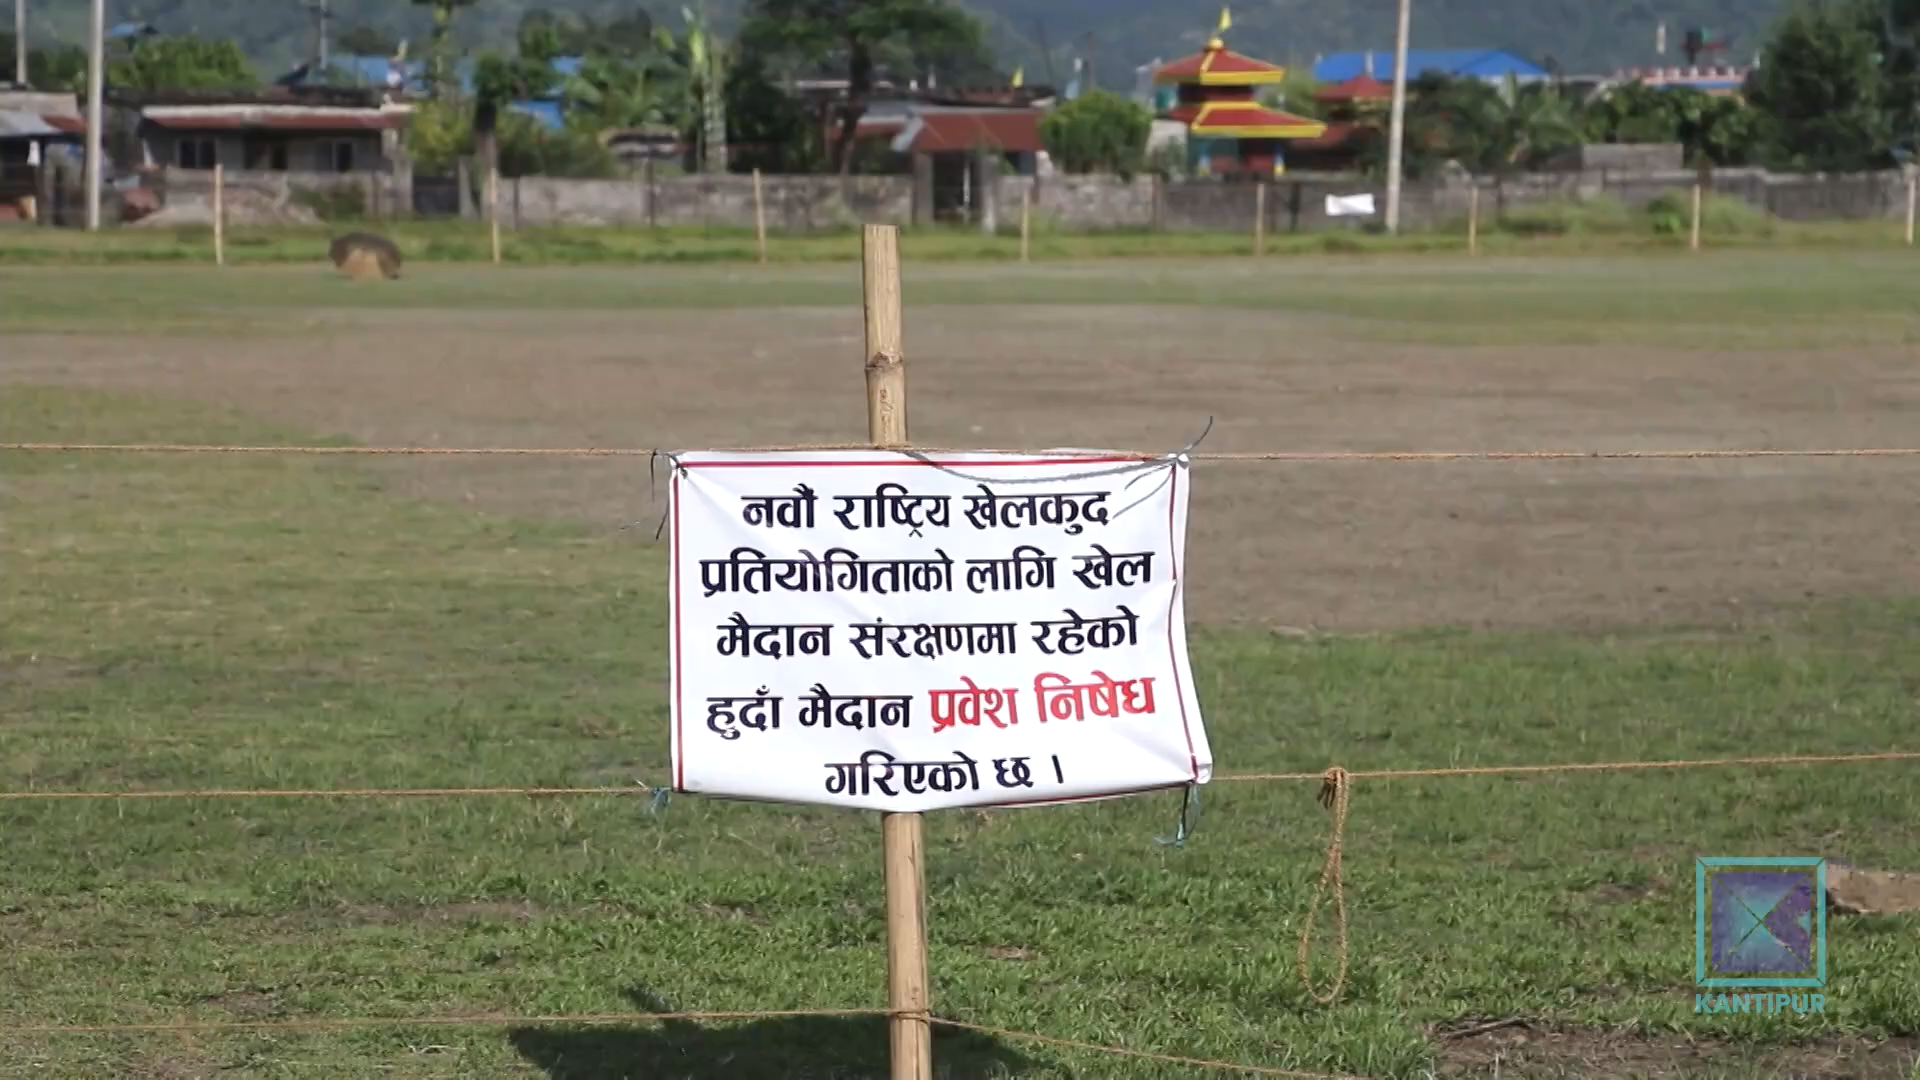 नवौं राष्ट्रिय खेलकुद
प्रतियोगिताको लागि खेल
मैदान संरक्षणमा रहेको
हुदाँ मैदान प्रवेश निषेध
गरिएको छ ।
KANTIPUR